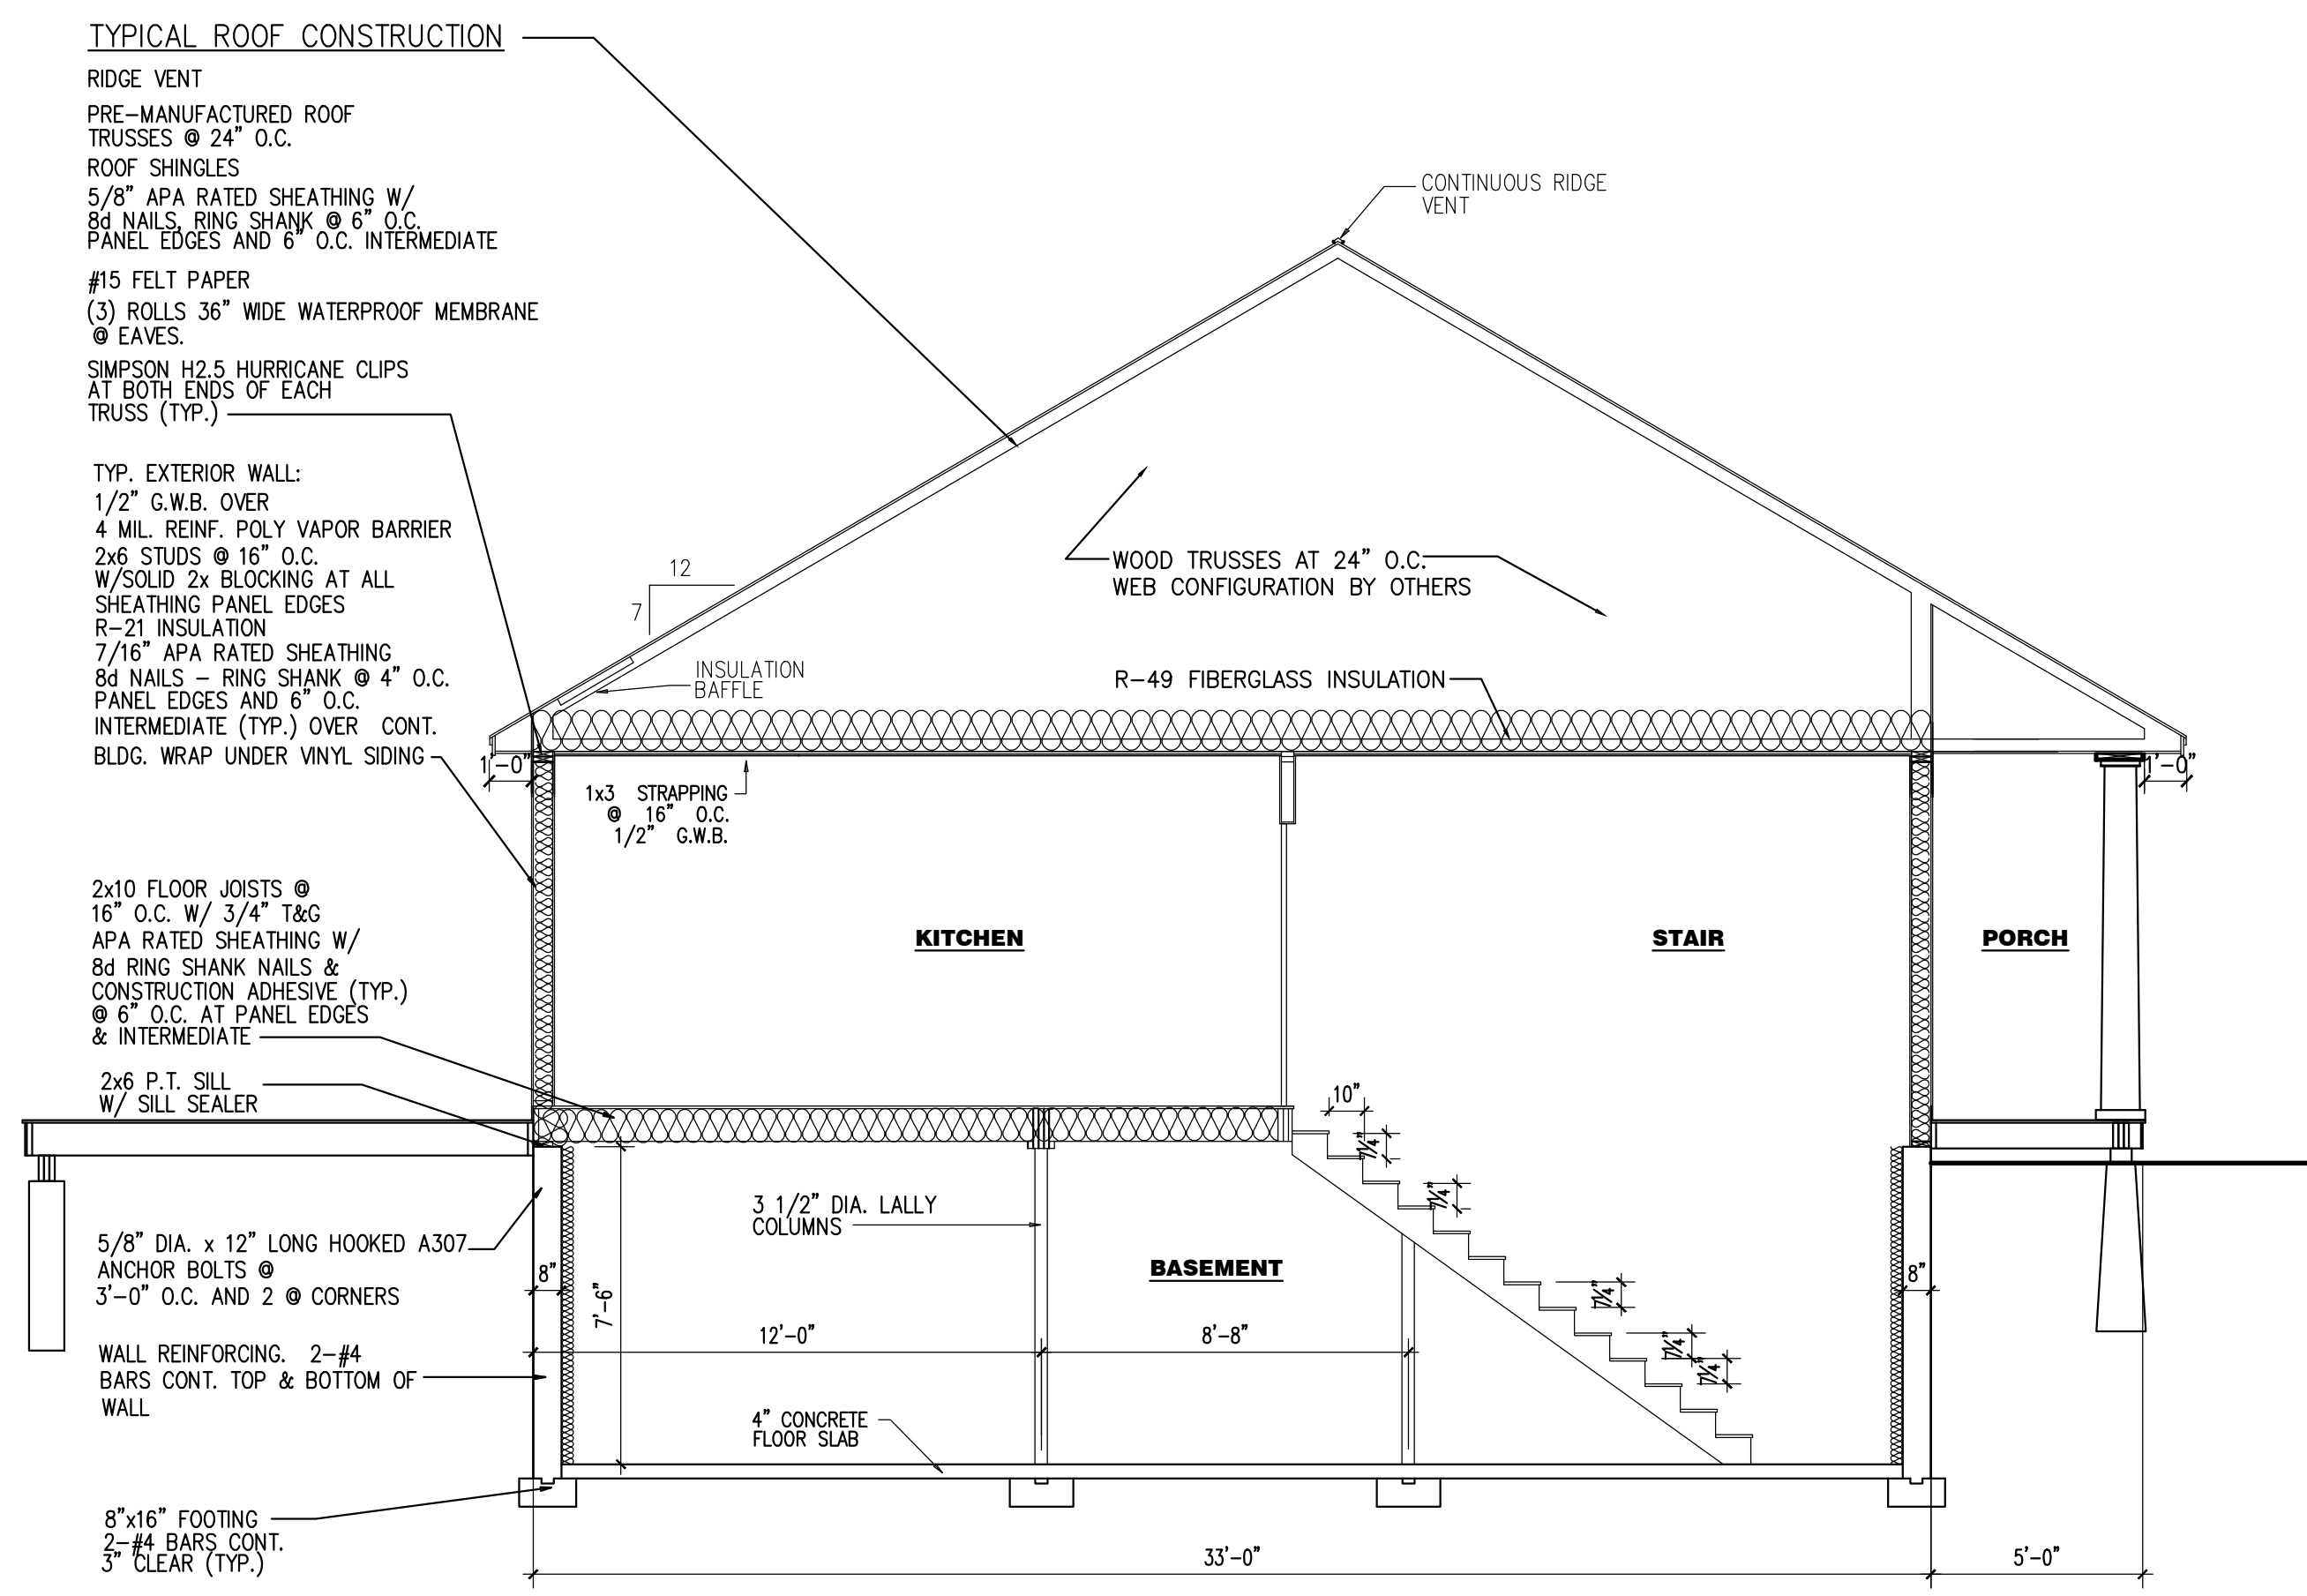 TYPICAL ROOF CONSTRUCTION
RIDGE VENT
PRE-MANUFACTURED ROOF
TRUSSES @ 24" O.C.
ROOF SHINGLES
5/8" APA RATED SHEATHING W/
8d NAILS, RING SHANK @ 6" O.C.
PANEL EDGES AND 6" O.C. INTERMEDIATE
#15 FELT PAPER
(3) ROLLS 36" WIDE WATERPROOF MEMBRANE
@ EAVES.
SIMPSON H2.5 HURRICANE CLIPS
AT BOTH ENDS OF EACH
TRUSS (TYP.)
TYP. EXTERIOR WALL:
1/2" G.W.B. OVER
4 MIL. REINF. POLY VAPOR BARRIER
2x6 STUDS @ 16" O.C.
W/SOLID 2x BLOCKING AT ALL
SHEATHING PANEL EDGES
R-21 INSULATION
7/16" APA RATED SHEATHING
8d NAILS - RING SHANK @ 4" O.C.
PANEL EDGES AND 6" O.C.
INTERMEDIATE (TYP.) OVER CONT.
BLDG. WRAP UNDER VINYL SIDING
2x10 FLOOR JOISTS @
16" O.C. W/ 3/4" T&G
APA RATED SHEATHING W/
8d RING SHANK NAILS &
CONSTRUCTION ADHESIVE (TYP.)
@ 6" O.C. AT PANEL EDGES
& INTERMEDIATE
2x6 P.T. SILL
W/ SILL SEALER
5/8" DIA. x 12" LONG HOOKED A307
ANCHOR BOLTS @
3'-0" O.C. AND 2 @ CORNERS
WALL REINFORCING. 2-#4
BARS CONT. TOP & BOTTOM OF
WALL
8"x16" FOOTING
2-#4 BARS CONT.
3" CLEAR (TYP.)
CONTINUOUS RIDGE
VENT
12
7
INSULATION
BAFFLE
WOOD TRUSSES AT 24" O.C.
WEB CONFIGURATION BY OTHERS
R-49 FIBERGLASS INSULATION
1'-0"
1'-0"
1x3 STRAPPING
@ 16" O.C.
1/2" G.W.B.
KITCHEN
STAIR
PORCH
10"
7¼"
7¼"
7¼"
7¼"
7¼"
3 1/2" DIA. LALLY
COLUMNS
BASEMENT
8"
8"
7'-6"
12'-0"
8'-8"
4" CONCRETE
FLOOR SLAB
33'-0"
5'-0"